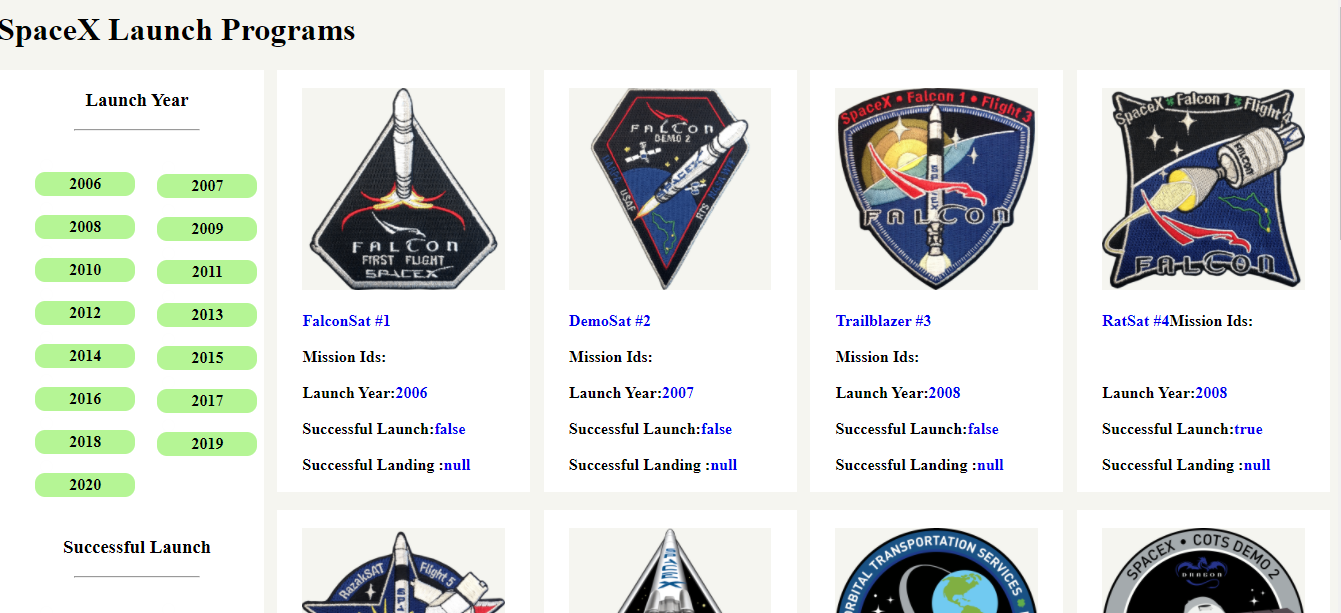 SpaceX Launch Programs
Launch Year
2006
2007
2008
2009
2010
2011
2012
2013
2014
2015
2016
2017
2018
2019
2020
Successful Launch
FALCON
FIRST FLIGHT
SPACEX
FalconSat #1
Mission Ids:
Launch Year:2006
Successful Launch:false
Successful Landing :null
FALCON
DEMO 2
SPACEX
USAF
RTS
DemoSat #2
Mission Ids:
Launch Year:2007
Successful Launch:false
Successful Landing :null
SpaceX • Falcon 1 • Flight 3
SPACEX
FALCON
Trailblazer #3
Mission Ids:
Launch Year:2008
Successful Launch:false
Successful Landing :null
SpaceX Falcon 1 Flight 4
FALCON
FALCON
RatSat #4Mission Ids:
Launch Year:2008
Successful Launch:true
Successful Landing :null
RazakSAT Flight 5
SPA
SPACEX
ORBITAL TRANSPORTATION SERVICES
SPACEX • COTS DEMO 2
DRAGON